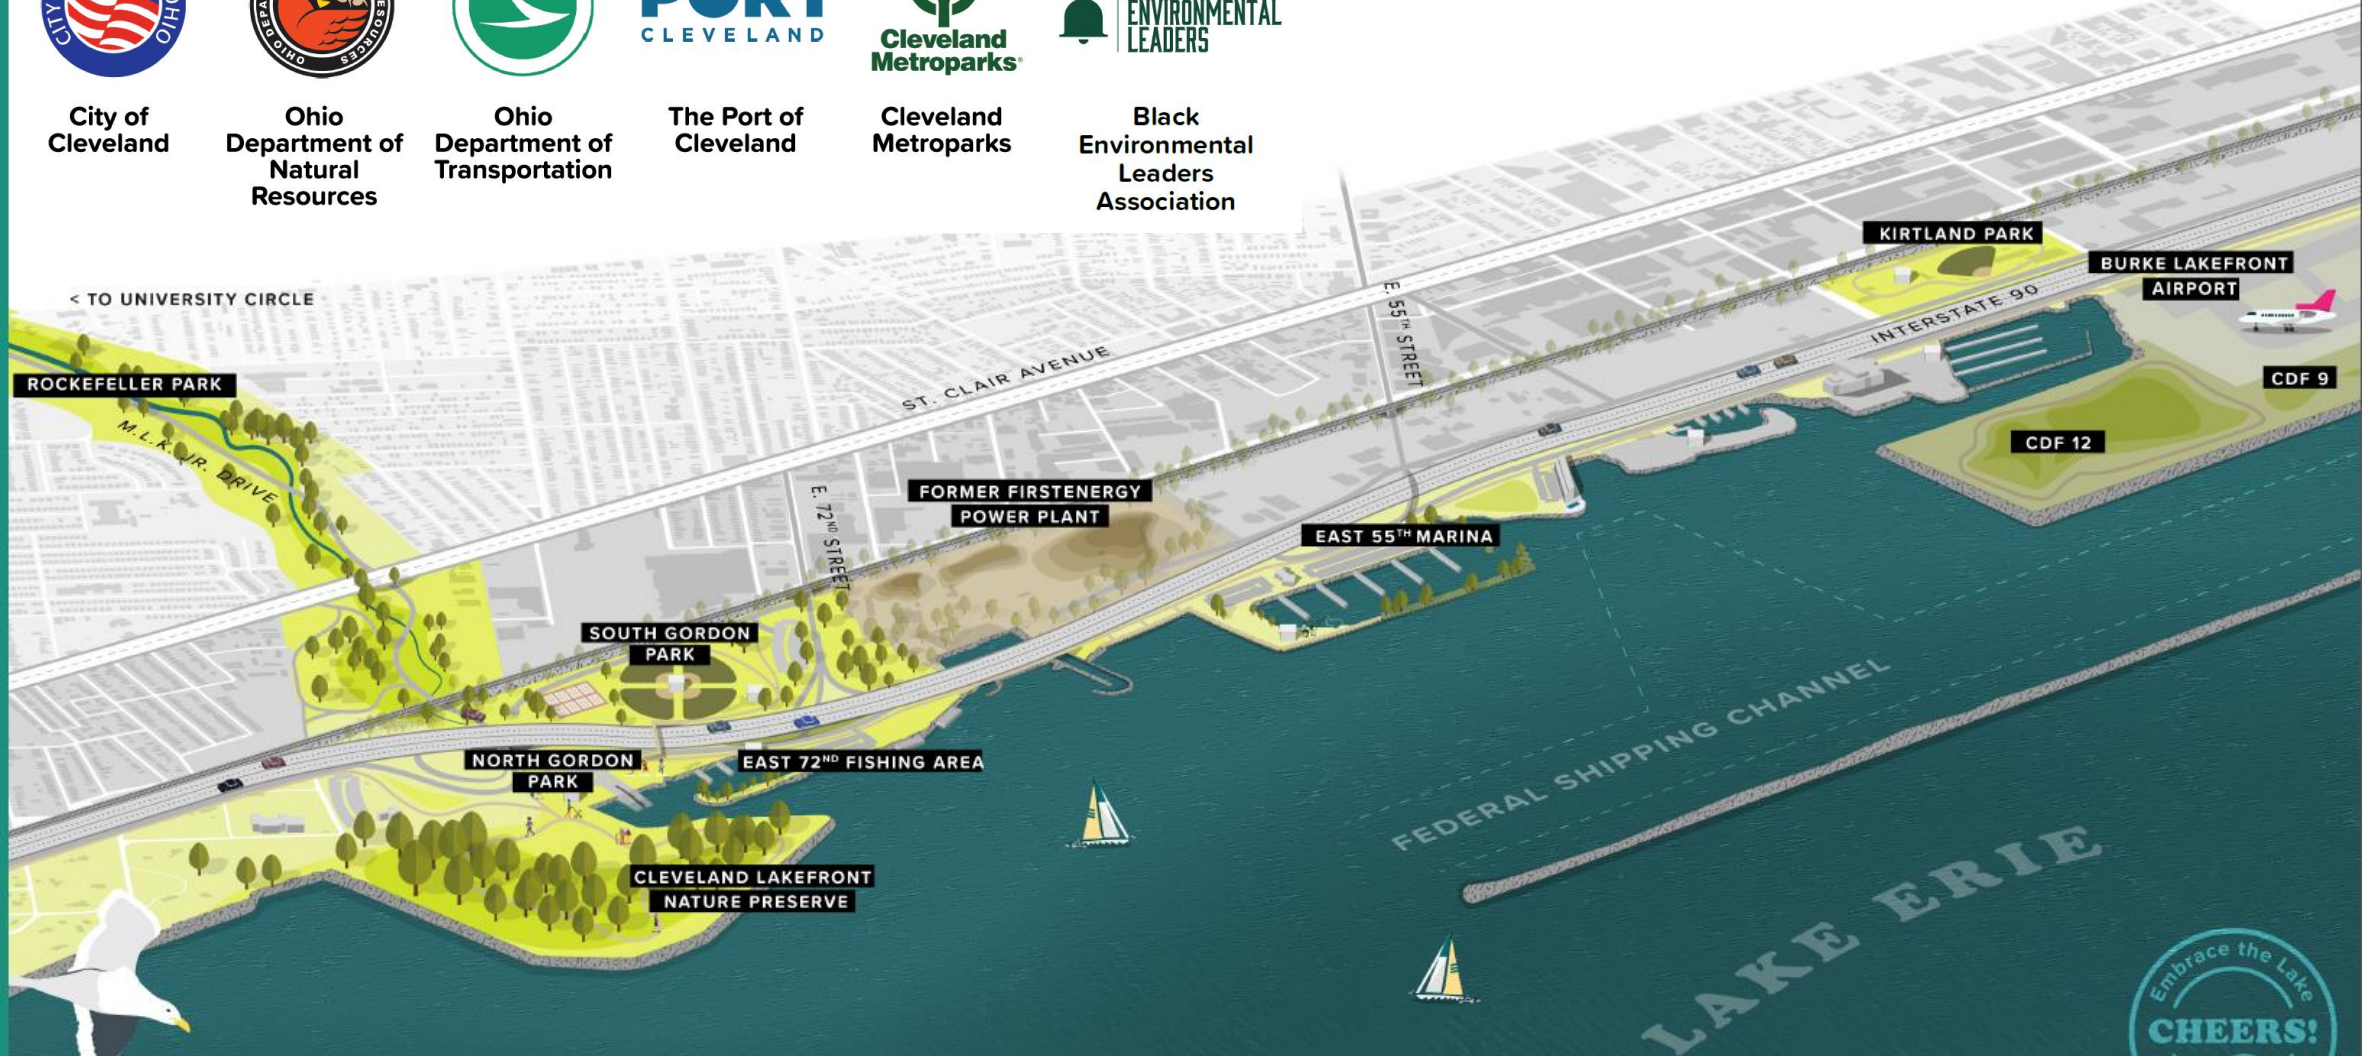 CITY
OHIO
OHIO DEPA
ESOURCES
PORT
CLEVELAND
Cleveland
Metroparks
ENVIRONMENTAL
LEADERS
City of
Cleveland
Ohio
Department of
Natural
Resources
Ohio
Department of
Transportation
The Port of
Cleveland
Cleveland
Metroparks
Black
Environmental
Leaders
Association
< TO UNIVERSITY CIRCLE
KIRTLAND PARK
BURKE LAKEFRONT
AIRPORT
INTERSTATE 90
E. 55TH STREET
ST. CLAIR AVENUE
ROCKEFELLER PARK
M.L.K. JR. DRIVE
CDF 9
CDF 12
FORMER FIRSTENERGY
POWER PLANT
E. 72ND STREET
EAST 55TH MARINA
SOUTH GORDON
PARK
NORTH GORDON
PARK
EAST 72ND FISHING AREA
FEDERAL SHIPPING CHANNEL
CLEVELAND LAKEFRONT
NATURE PRESERVE
LAKE ERIE
Embrace the Lake
CHEERS!